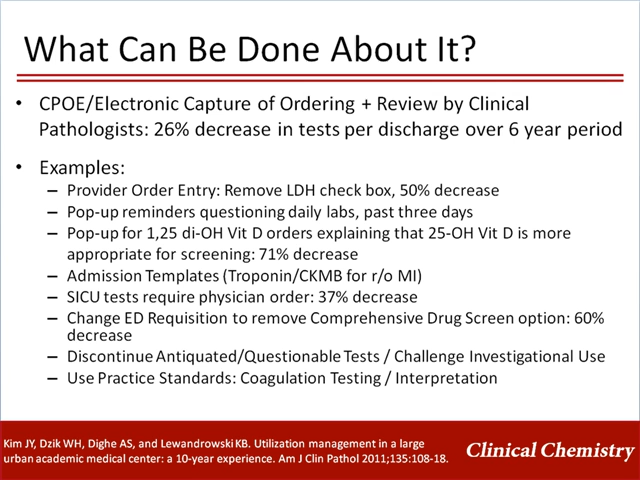 What Can Be Done About It?
• CPOE/Electronic Capture of Ordering + Review by Clinical
Pathologists: 26% decrease in tests per discharge over 6 year period
• Examples:
– Provider Order Entry: Remove LDH check box, 50% decrease
– Pop-up reminders questioning daily labs, past three days
– Pop-up for 1,25 di-OH Vit D orders explaining that 25-OH Vit D is more
appropriate for screening: 71% decrease
– Admission Templates (Troponin/CKMB for r/o MI)
– SICU tests require physician order: 37% decrease
– Change ED Requisition to remove Comprehensive Drug Screen option: 60%
decrease
– Discontinue Antiquated/Questionable Tests / Challenge Investigational Use
– Use Practice Standards: Coagulation Testing / Interpretation
Kim JY, Dzik WH, Dighe AS, and Lewandrowski KB. Utilization management in a large
urban academic medical center: a 10-year experience. Am J Clin Pathol 2011;135:108-18.
Clinical Chemistry